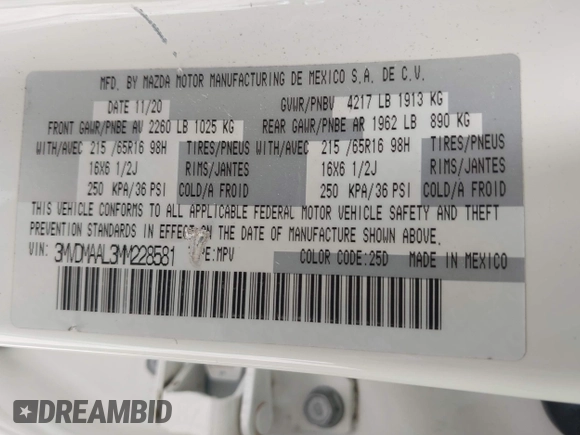 MFD. BY MAZDA MOTOR MANUFACTURING DE MEXICO S.A. DE C.V.
DATE 11/20 GVWR/PNBV 4217 LB 1913 KG
FRONT GAWR/PNBE AV 2260 LB 1025 KG REAR GAWR/PNBE AR 1962 LB 890 KG
WITH/AVEC 215 /65R16 98H TIRES/PNEUS WITH/AVEC 215 /65R16 98H TIRES/PNEUS
16X6 1/2J RIMS/JANTES 16X6 1/2J RIMS/JANTES
250 KPA/36 PSI COLD/A FROID 250 KPA/36 PSI COLD/A FROID
THIS VEHICLE CONFORMS TO ALL APPLICABLE FEDERAL MOTOR VEHICLE SAFETY AND THEFT
PREVENTION STANDARDS IN EFFECT ON THE DATE OF MANUFACTURE SHOWN ABOVE.
VIN: 3MVDMAAL3MM228581 PE:MPV COLOR CODE:25D MADE IN MEXICO
DREAMBID